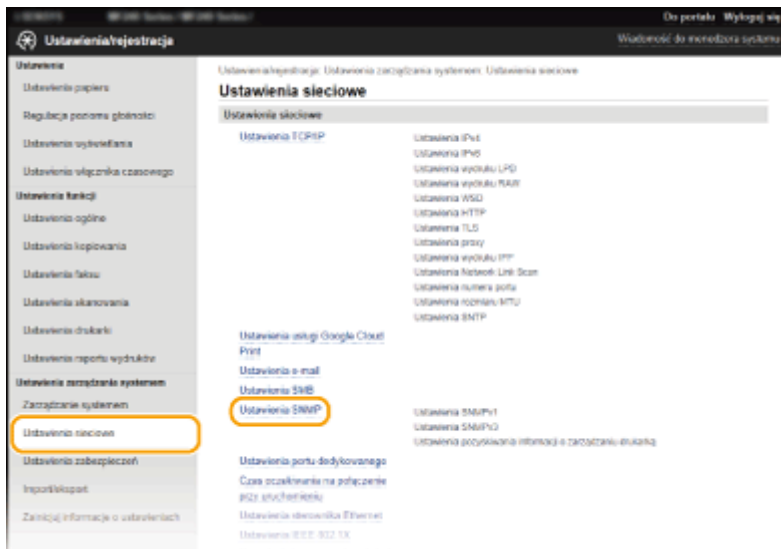 Do portalu Wyloguj się
Ustawienia/rejestracja
Wiadomość do menedżera systemu
Ustawienia
Ustawienia papieru
Regulacja poziomu głośności
Ustawienia wyświetlania
Ustawienia włącznika czasowego
Ustawienia funkcji
Ustawienia ogólne
Ustawienia kopiowania
Ustawienia faksu
Ustawienia skanowania
Ustawienia drukarki
Ustawienia raportu wydruków
Ustawienia zarządzania systemem
Zarządzanie systemem
Ustawienia sieciowe
Ustawienia zabezpieczeń
Import/eksport
Zainicjuj informacje o ustawieniach
Ustawienia/rejestracja: Ustawienia zarządzania systemem: Ustawienia sieciowe
Ustawienia sieciowe
Ustawienia sieciowe
Ustawienia TCP/IP
Ustawienia IPv4
Ustawienia IPv6
Ustawienia wydruku LPD
Ustawienia wydruku RAW
Ustawienia WSD
Ustawienia HTTP
Ustawienia TLS
Ustawienia proxy
Ustawienia wydruku IPP
Ustawienia Network Link Scan
Ustawienia numeru portu
Ustawienia rozmiaru MTU
Ustawienia SNTP
Ustawienia usługi Google Cloud
Print
Ustawienia e-mail
Ustawienia SMB
Ustawienia SNMP
Ustawienia SNMPv1
Ustawienia SNMPv3
Ustawienia pozyskiwania informacji o zarządzaniu drukarką
Ustawienia portu dedykowanego
Czas oczekiwania na połączenie
przy uruchomieniu
Ustawienia sterownika Ethernet
Ustawienia IEEE 802.1X